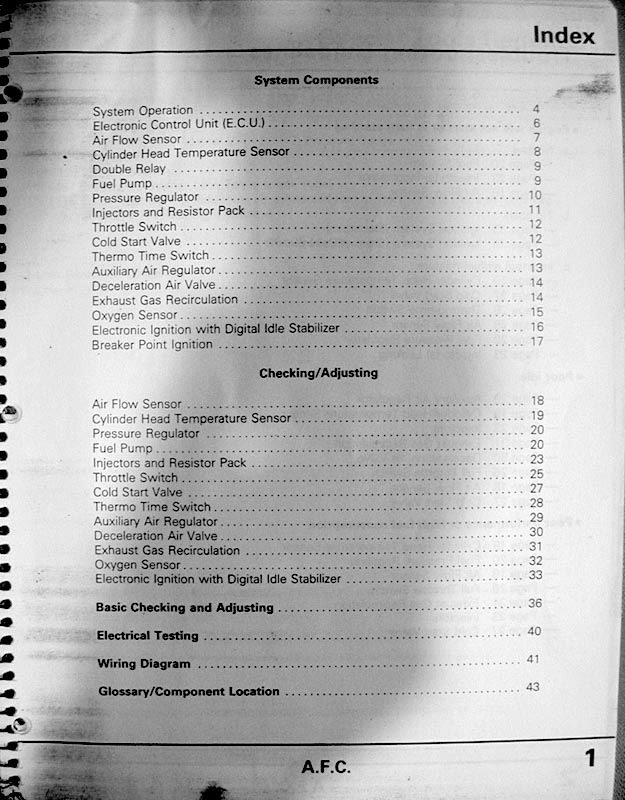 Index
System Components
System Operation 4
Electronic Control Unit (E.C.U.) 6
Air Flow Sensor 7
Cylinder Head Temperature Sensor 8
Double Relay 9
Fuel Pump 9
Pressure Regulator 10
Injectors and Resistor Pack 11
Throttle Switch 12
Cold Start Valve 12
Thermo Time Switch 13
Auxiliary Air Regulator 13
Deceleration Air Valve 14
Exhaust Gas Recirculation 14
Oxygen Sensor 15
Electronic Ignition with Digital Idle Stabilizer 16
Breaker Point Ignition 17
Checking/Adjusting
Air Flow Sensor 18
Cylinder Head Temperature Sensor 19
Pressure Regulator 20
Fuel Pump 20
Injectors and Resistor Pack 23
Throttle Switch 25
Cold Start Valve 27
Thermo Time Switch 28
Auxiliary Air Regulator 29
Deceleration Air Valve 30
Exhaust Gas Recirculation 31
Oxygen Sensor 32
Electronic Ignition with Digital Idle Stabilizer 33
Basic Checking and Adjusting 36
Electrical Testing 40
Wiring Diagram 41
Glossary/Component Location 43
A.F.C. 1